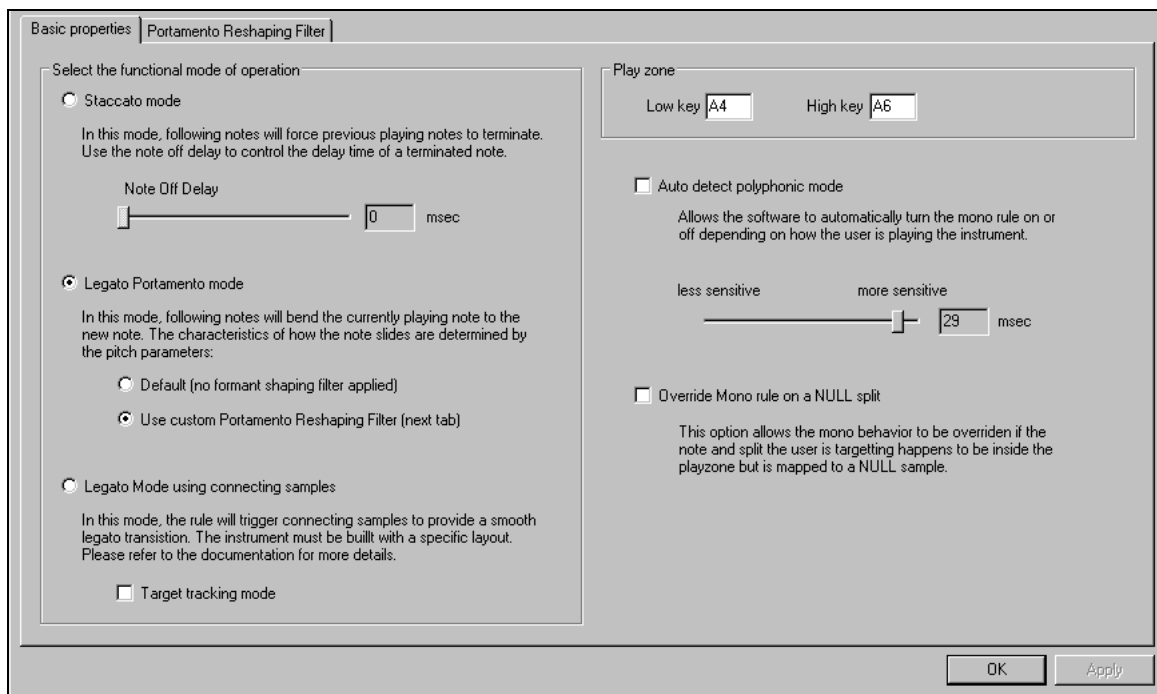 Basic properties
Portamento Reshaping Filter
Select the functional mode of operation
Staccato mode
In this mode, following notes will force previous playing notes to terminate.
Use the note off delay to control the delay time of a terminated note.
Note Off Delay
0 msec
Legato Portamento mode
In this mode, following notes will bend the currently playing note to the
new note. The characteristics of how the note slides are determined by
the pitch parameters:
Default (no formant shaping filter applied)
Use custom Portamento Reshaping Filter (next tab)
Legato Mode using connecting samples
In this mode, the rule will trigger connecting samples to provide a smooth
legato transistion. The instrument must be buillt with a specific layout.
Please refer to the documentation for more details.
Target tracking mode
Play zone
Low key A4 High key A6
Auto detect polyphonic mode
Allows the software to automatically turn the mono rule on or
off depending on how the user is playing the instrument.
less sensitive more sensitive
29 msec
Override Mono rule on a NULL split
This option allows the mono behavior to be overriden if the
note and split the user is targetting happens to be inside the
playzone but is mapped to a NULL sample.
OK Apply